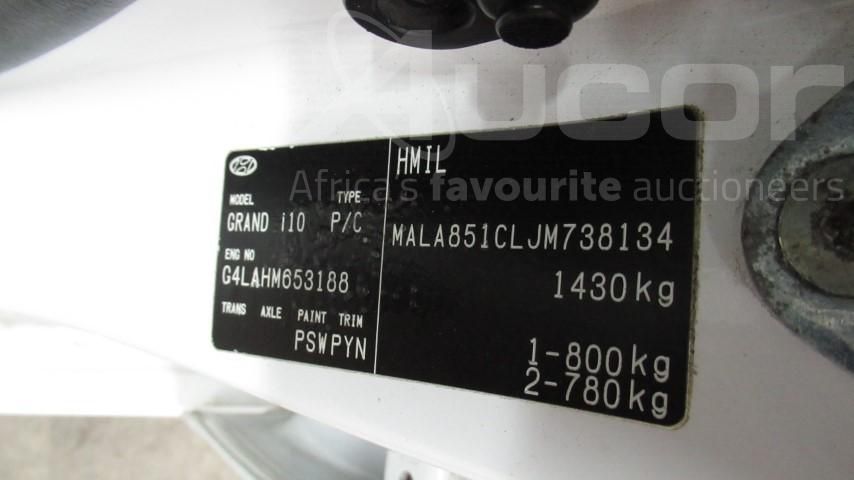 Aucor
Africa's favourite auctioneers
HMIL
MODEL TYPE
GRAND i10 P/C
ENG NO
G4LAHM653188
TRANS AXLE PAINT TRIM
PSWPYN
MALA851CLJM738134
1430kg
1-800kg
2-780kg